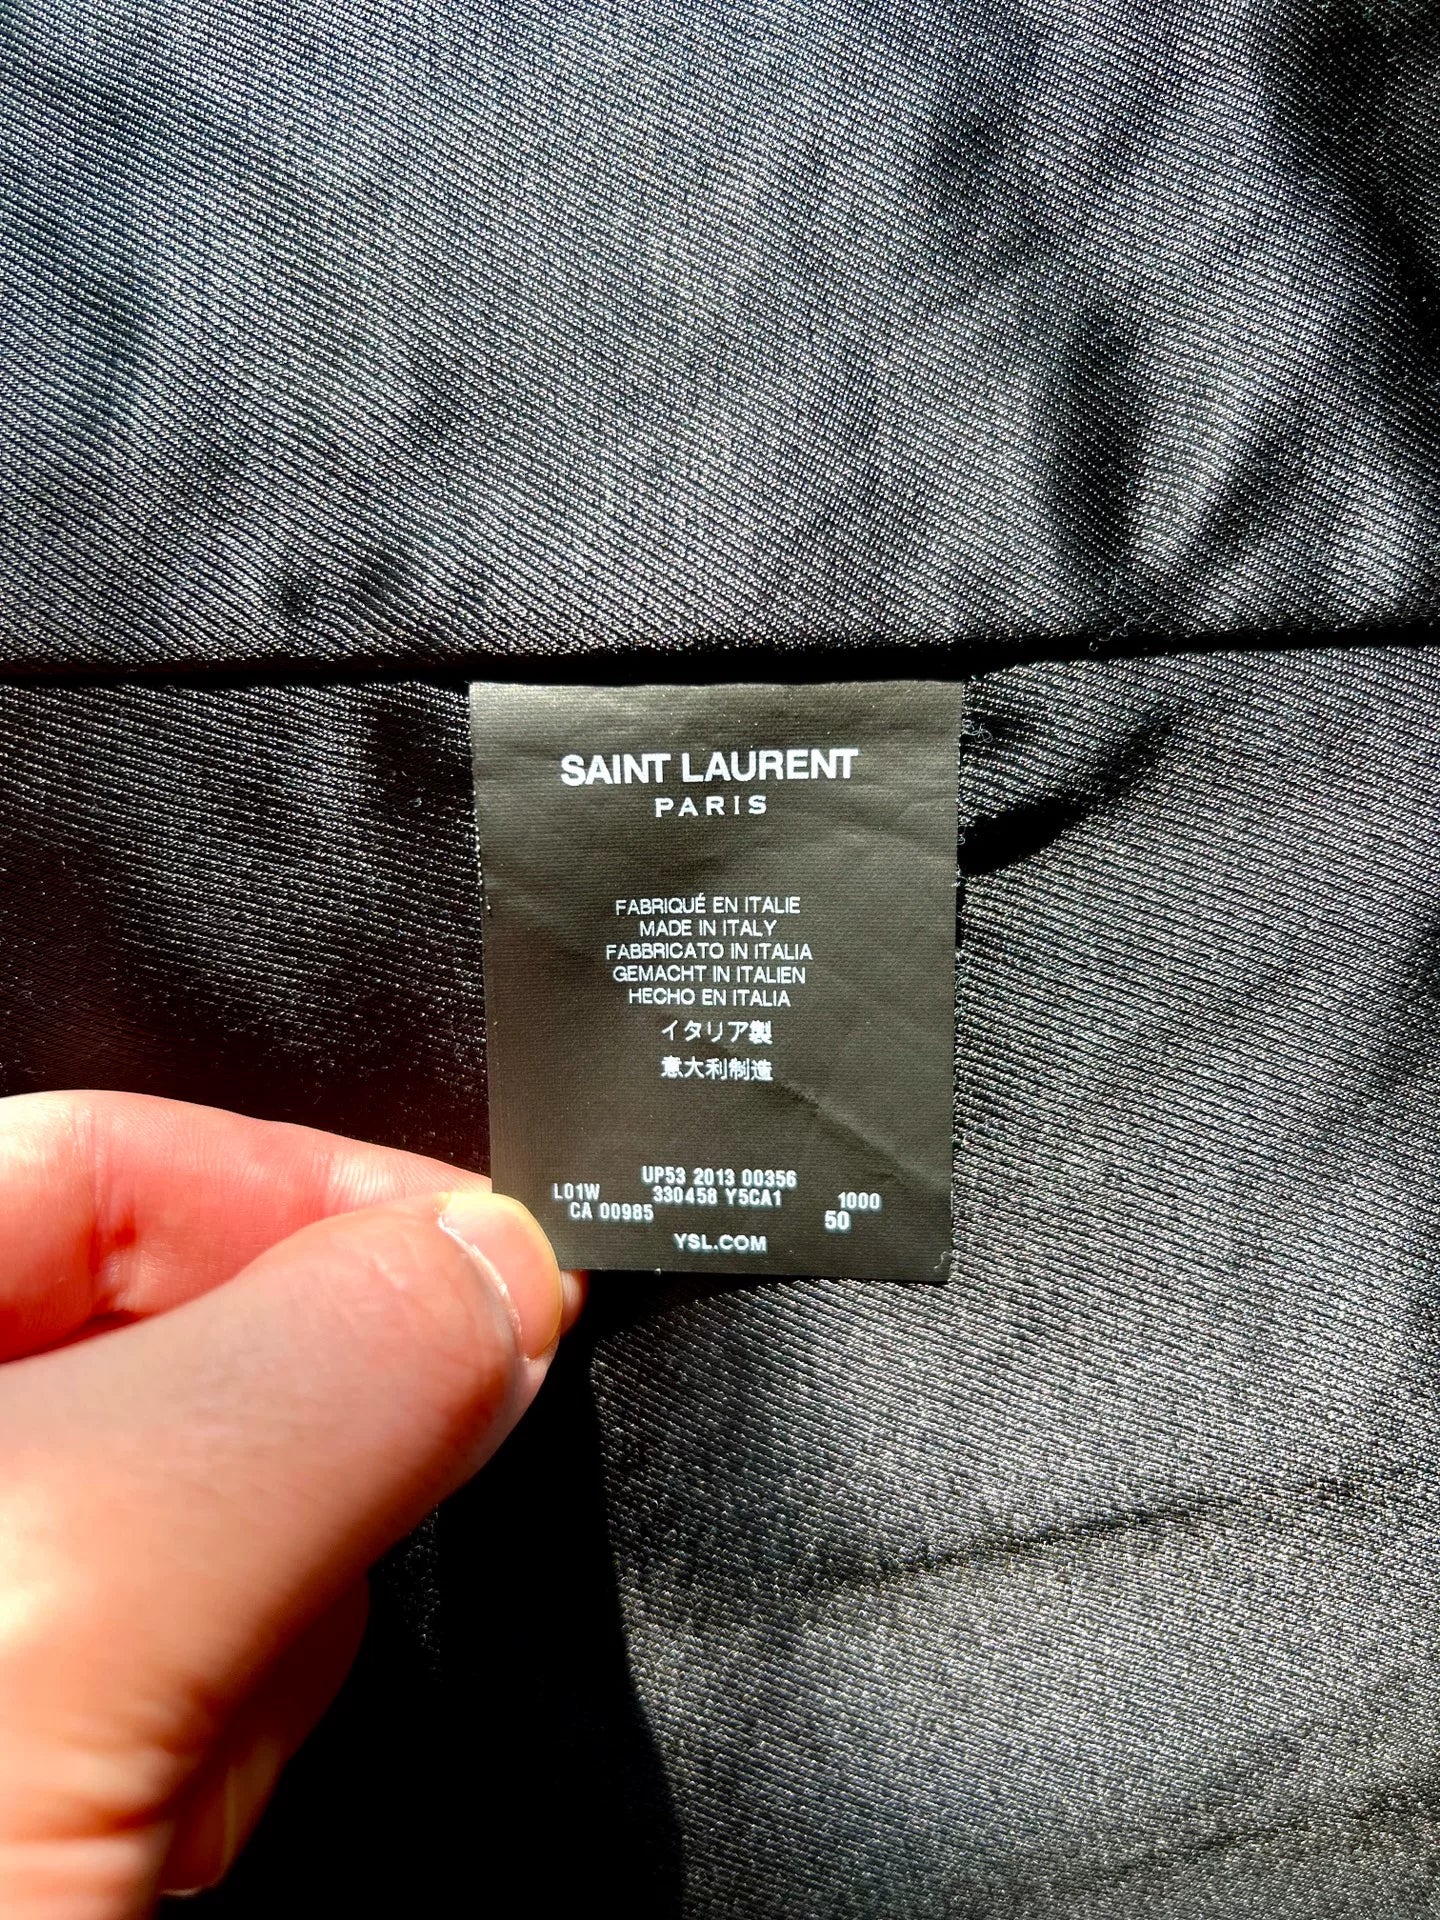 SAINT LAURENT
PARIS
FABRIQUÉ EN ITALIE
MADE IN ITALY
FABBRICATO IN ITALIA
GEMACHT IN ITALIEN
HECHO EN ITALIA
イタリア製
意大利制造
UP53 2013 00356
L01W 330458 Y5CA1 1000
CA 00985 50
YSL.COM